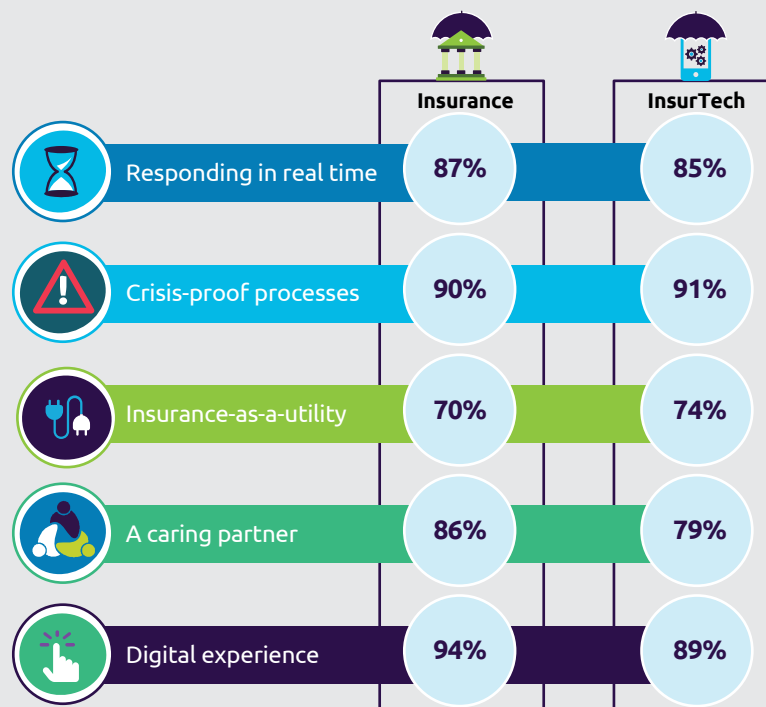 Insurance InsurTech
Responding in real time 87% 85%
Crisis-proof processes 90% 91%
Insurance-as-a-utility 70% 74%
A caring partner 86% 79%
Digital experience 94% 89%